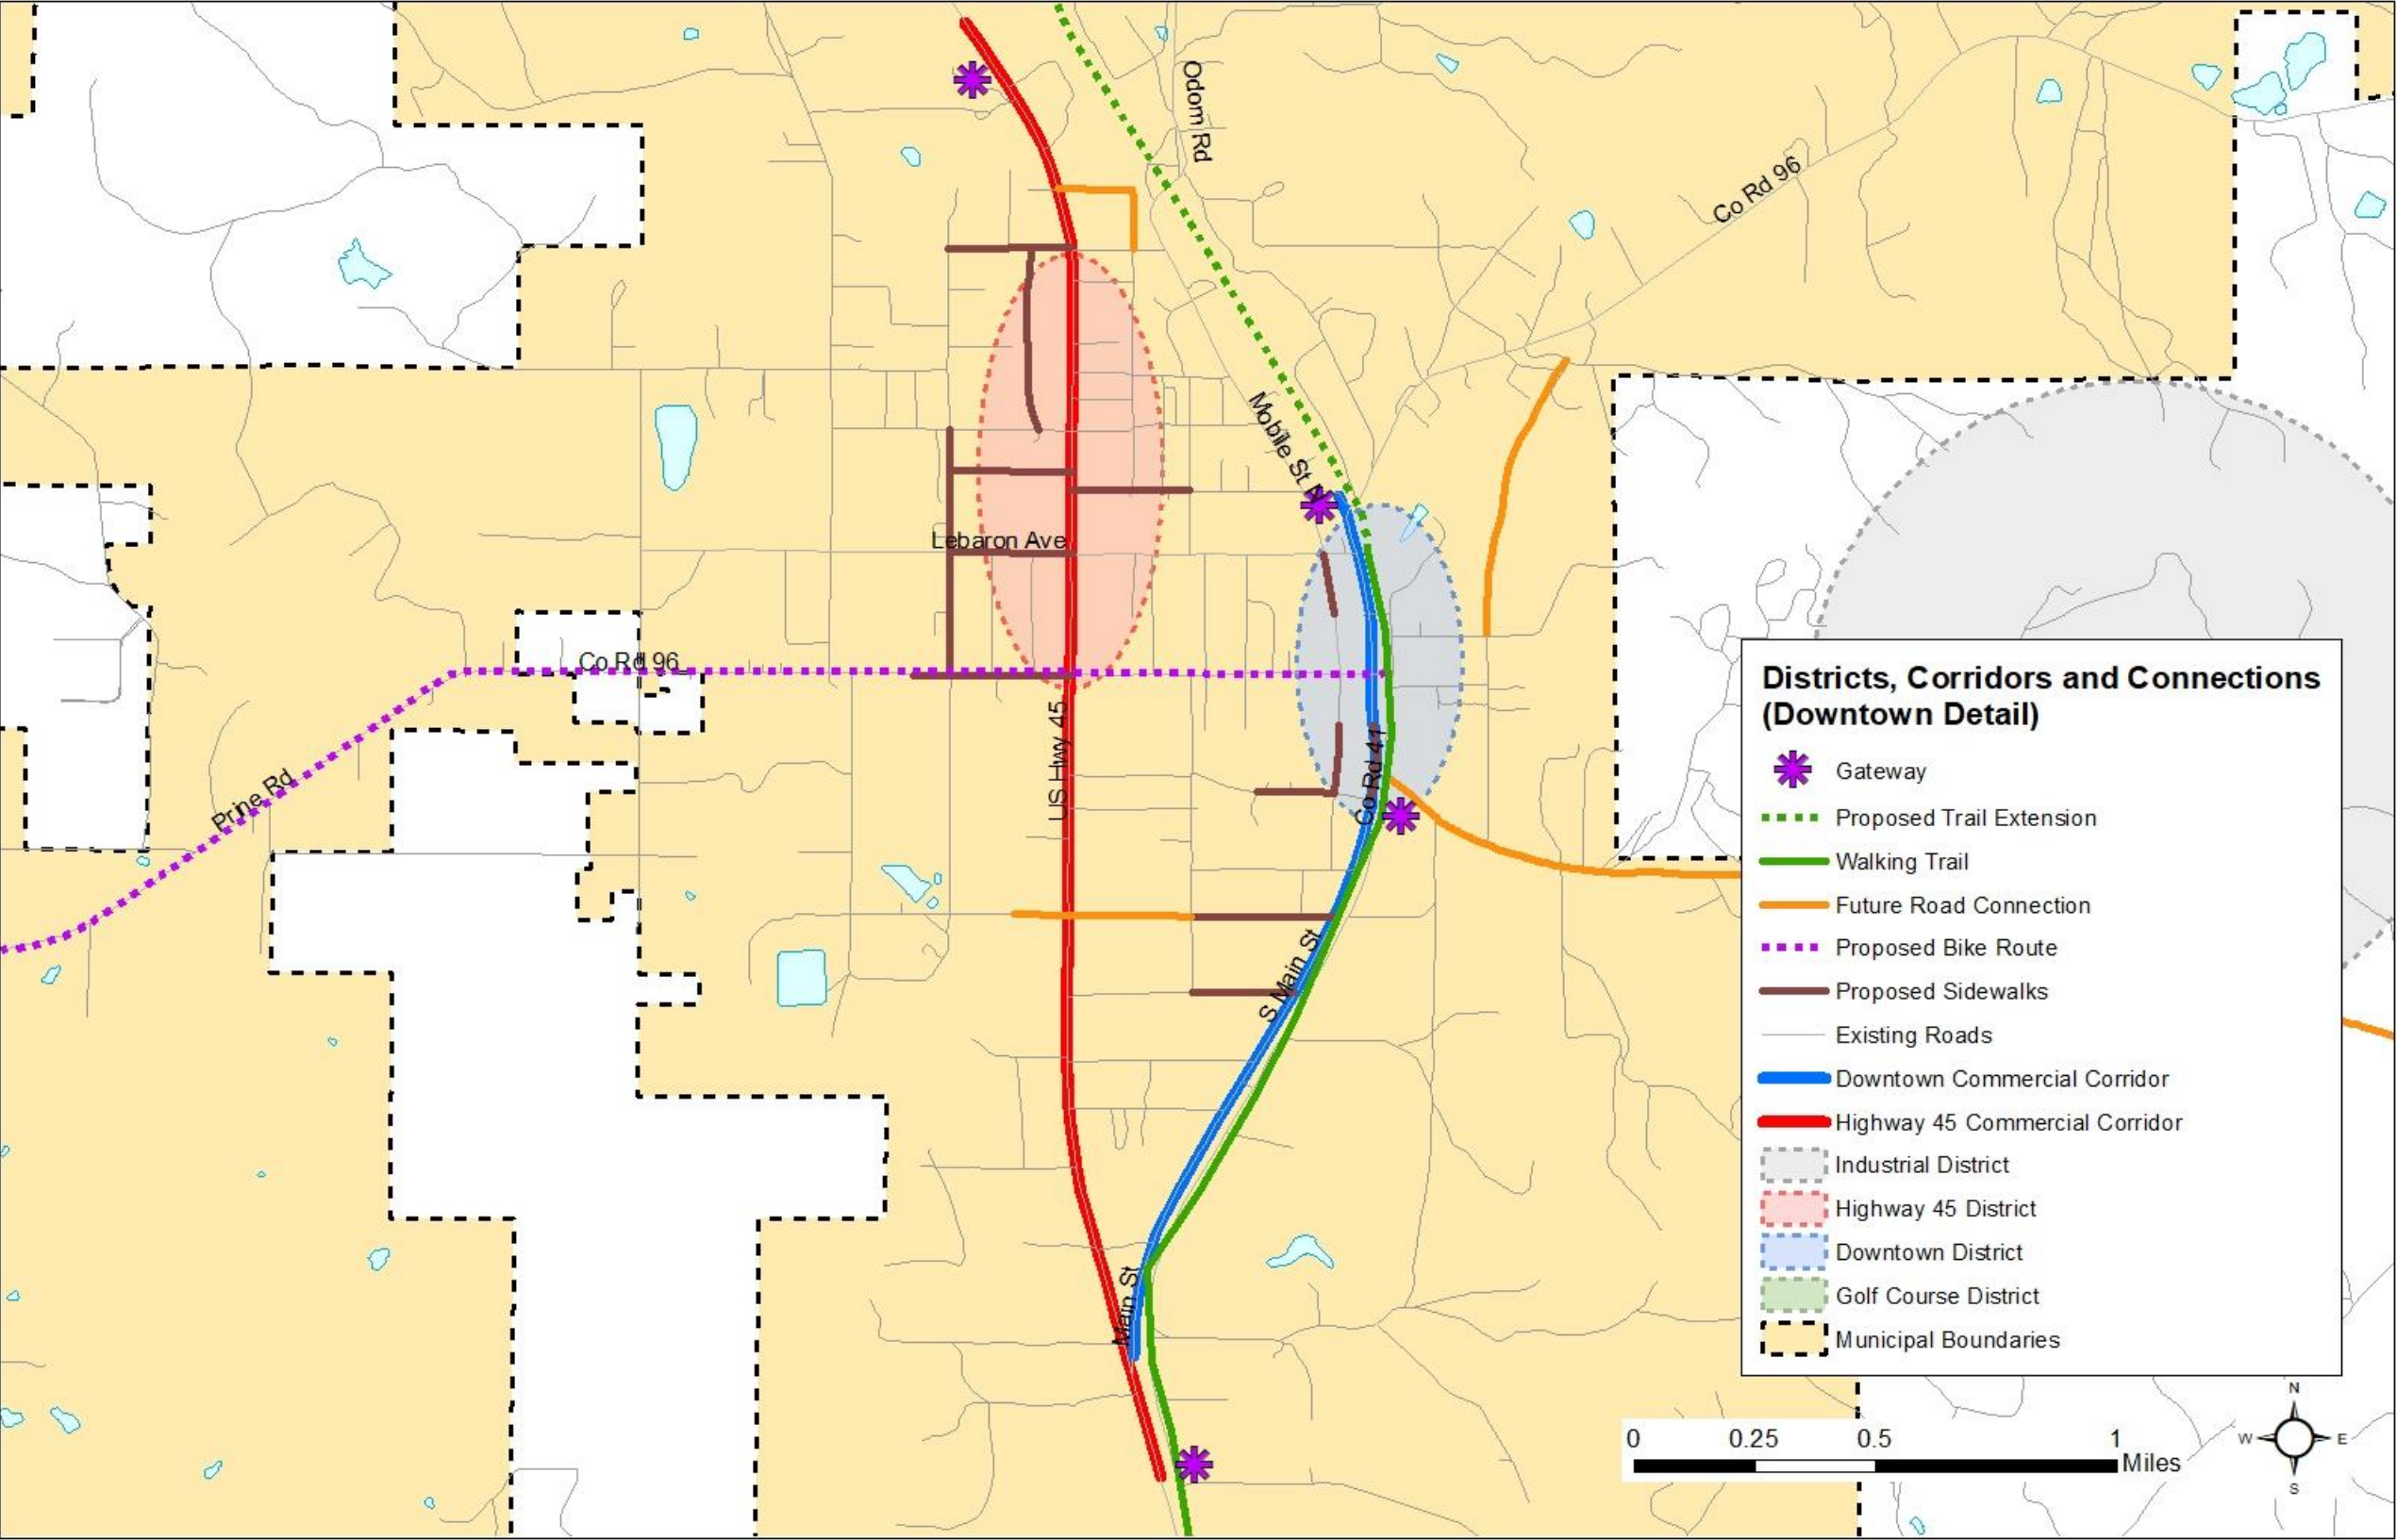 Odom Rd
Co Rd 96
Mobile St N
Lebaron Ave
Co Rd 96
US Hwy 45
Co Rd 41
Prine Rd
S Main St
Main St
Districts, Corridors and Connections
(Downtown Detail)
Gateway
Proposed Trail Extension
Walking Trail
Future Road Connection
Proposed Bike Route
Proposed Sidewalks
Existing Roads
Downtown Commercial Corridor
Highway 45 Commercial Corridor
Industrial District
Highway 45 District
Downtown District
Golf Course District
Municipal Boundaries
0 0.25 0.5 1
Miles
N
W E
S